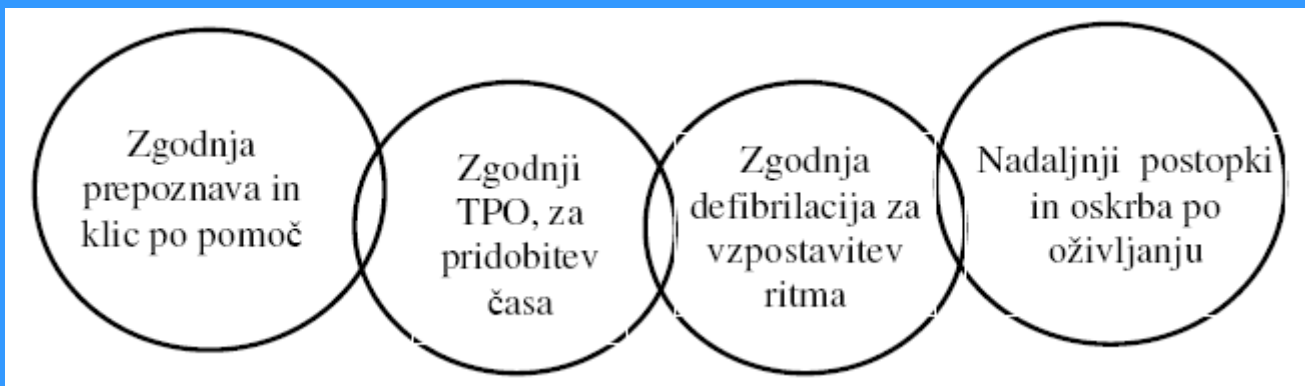 Zgodnja
prepoznava in
klic po pomoč
Zgodnji
TPO, za
pridobitev
časa
Zgodnja
defibrilacija za
vzpostavitev
ritma
Nadaljnji postopki
in oskrba po
oživljanju